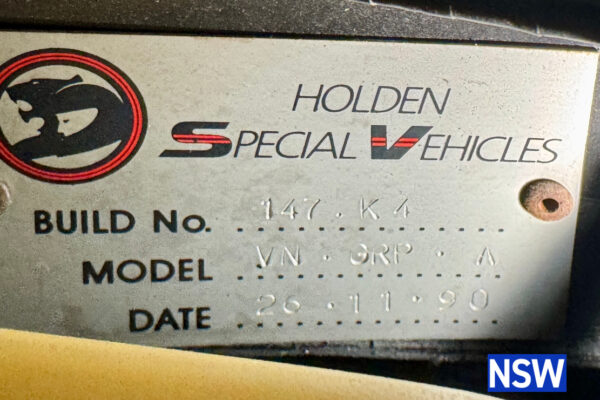 HOLDEN
SPECIAL VEHICLES
BUILD No. 147.K4
MODEL VN.GRP.A
DATE 26.11.90
NSW